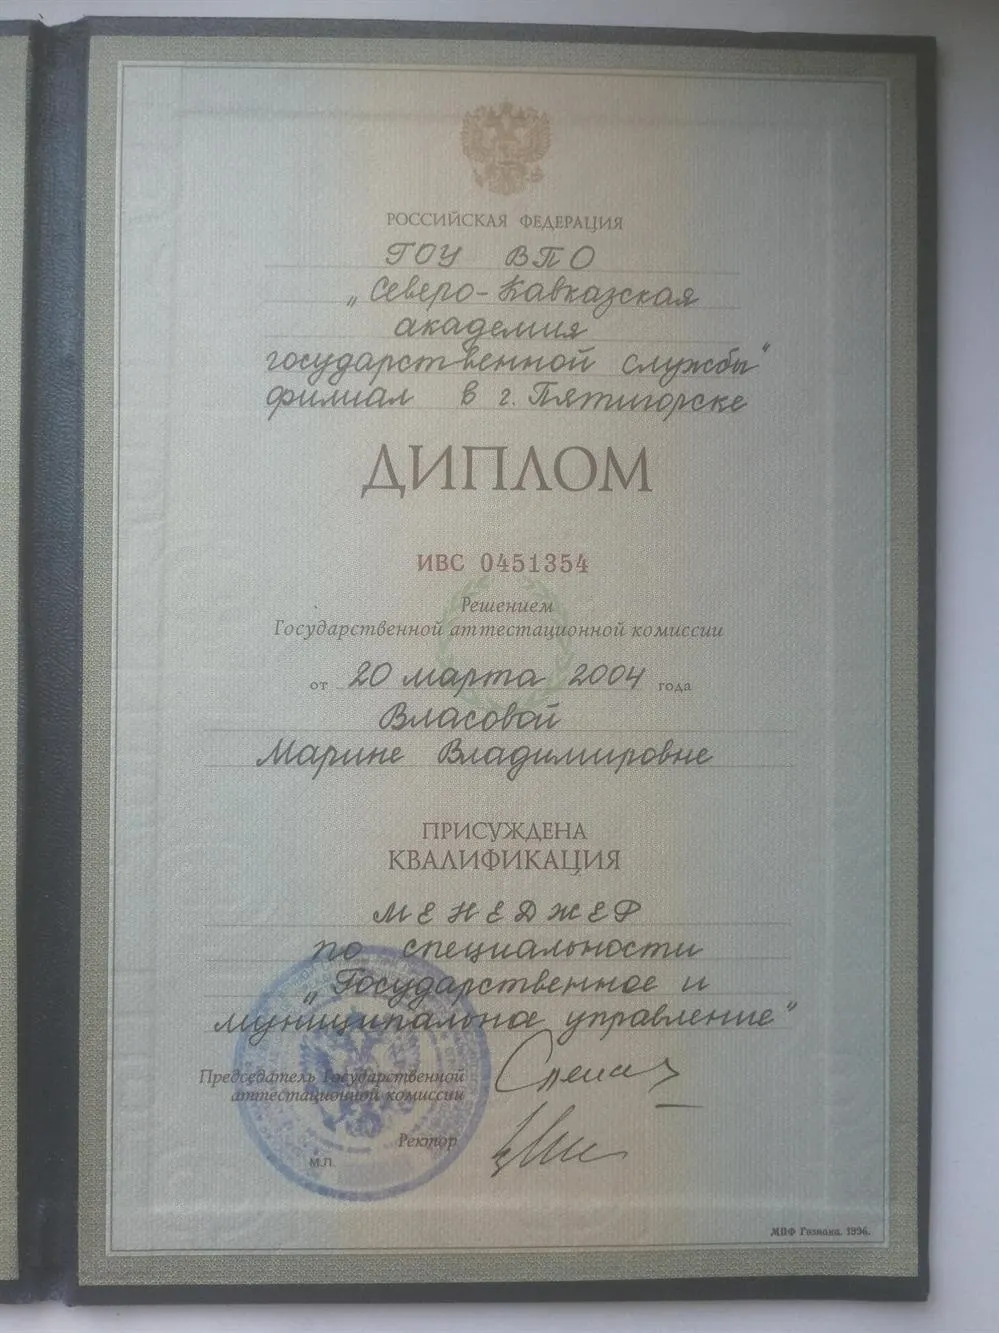 РОССИЙСКАЯ ФЕДЕРАЦИЯ
ГОУ ВПО
„Северо-Кавказская
академия
государственной службы"
филиал в г. Пятигорске
ДИПЛОМ
ИВС 0451354
Решением
Государственной аттестационной комиссии
от 20 марта 2004 года
Власовой
Марине Владимировне
ПРИСУЖДЕНА
КВАЛИФИКАЦИЯ
МЕНЕДЖЕР
по специальности
„Государственное и
муниципальное управление"
Председатель Государственной
аттестационной комиссии
Ректор
М.П.
МПФ Гознака. 1996.